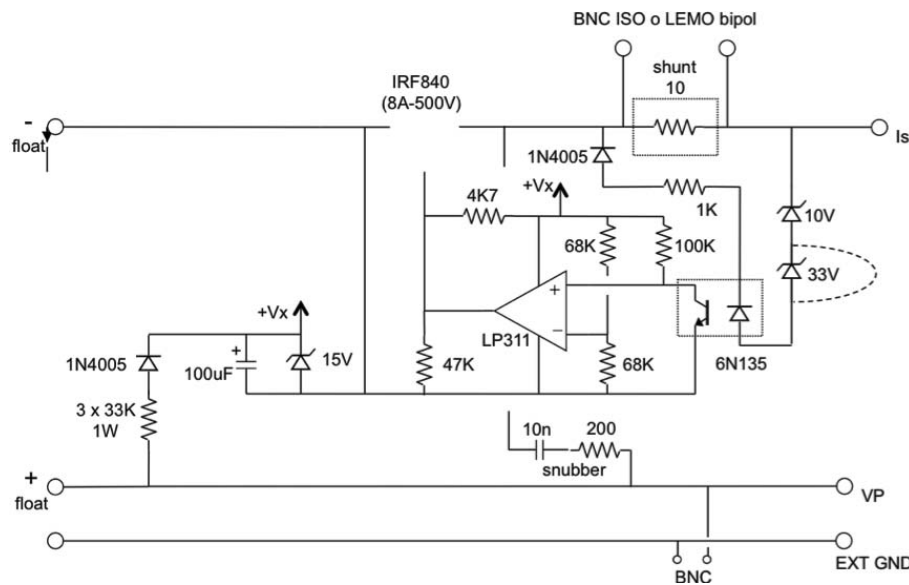 BNC ISO o LEMO bipol
shunt
10
IRF840
(8A-500V)
-
float
Is
1N4005
+Vx
4K7
1K
10V
68K
100K
33V
+
−
LP311
6N135
+Vx
1N4005
+
100uF
15V
47K
68K
3 x 33K
1W
10n
200
snubber
+
float
VP
EXT GND
BNC